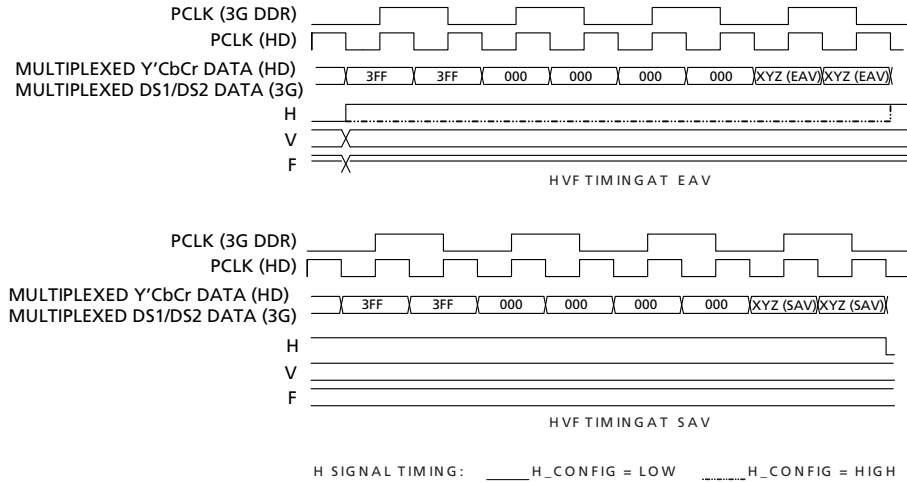 PCLK (3G DDR)
PCLK (HD)
MULTIPLEXED Y'CbCr DATA (HD)
MULTIPLEXED DS1/DS2 DATA (3G)
3FF 3FF 000 000 000 000 XYZ (EAV) XYZ (EAV)
H
V
F
HVF TIMINGAT EAV
PCLK (3G DDR)
PCLK (HD)
MULTIPLEXED Y'CbCr DATA (HD)
MULTIPLEXED DS1/DS2 DATA (3G)
3FF 3FF 000 000 000 000 XYZ (SAV) XYZ (SAV)
H
V
F
HVF TIMINGAT SAV
H SIGNAL TIMING: H_CONFIG = LOW H_CONFIG = HIGH